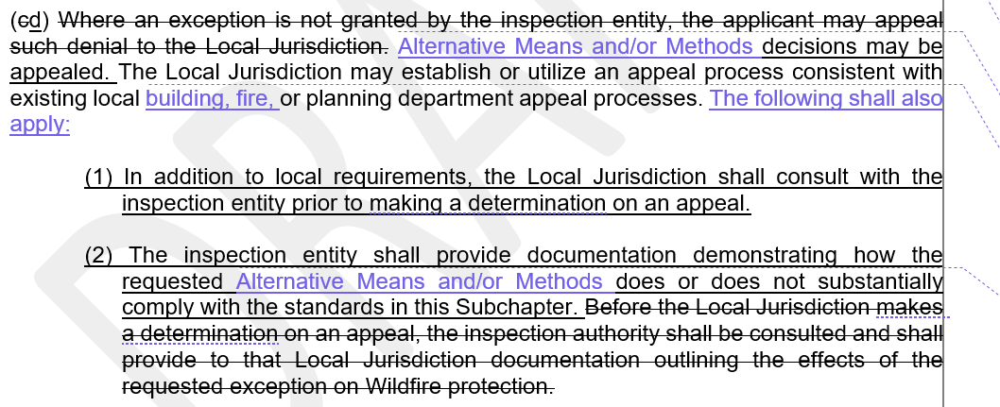 (cd) Where an exception is not granted by the inspection entity, the applicant may appeal
such denial to the Local Jurisdiction. Alternative Means and/or Methods decisions may be
appealed. The Local Jurisdiction may establish or utilize an appeal process consistent with
existing local building, fire, or planning department appeal processes. The following shall also
apply:
(1) In addition to local requirements, the Local Jurisdiction shall consult with the
inspection entity prior to making a determination on an appeal.
(2) The inspection entity shall provide documentation demonstrating how the
requested Alternative Means and/or Methods does or does not substantially
comply with the standards in this Subchapter. Before the Local Jurisdiction makes
a determination on an appeal, the inspection authority shall be consulted and shall
provide to that Local Jurisdiction documentation outlining the effects of the
requested exception on Wildfire protection.